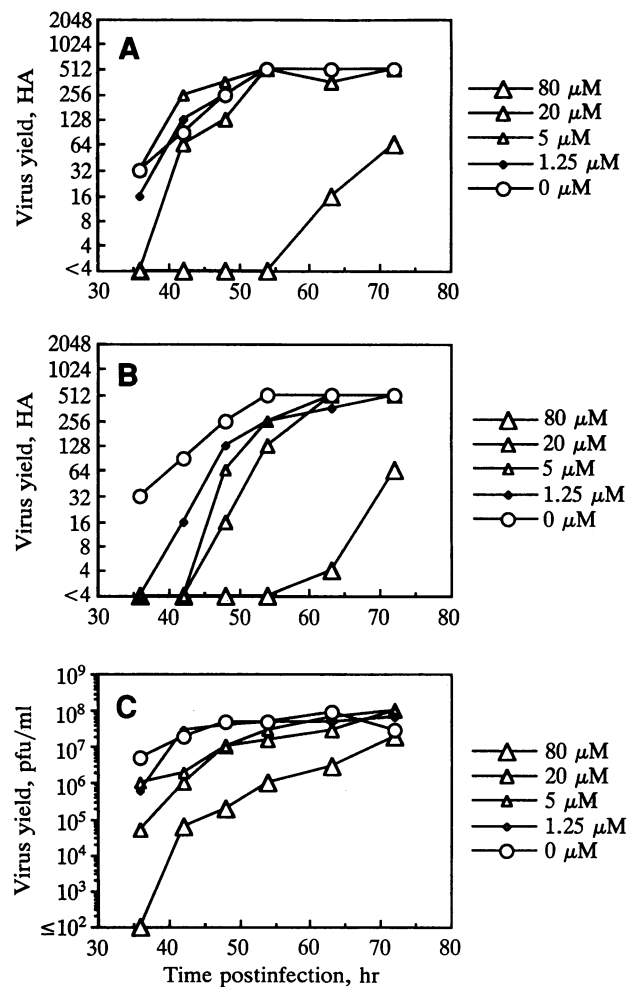 A
Virus yield, HA
2048
1024
512
256
128
64
32
16
8
4
<4
30 40 50 60 70 80
80 μM
20 μM
5 μM
1.25 μM
0 μM
B
Virus yield, HA
2048
1024
512
256
128
64
32
16
8
4
<4
30 40 50 60 70 80
80 μM
20 μM
5 μM
1.25 μM
0 μM
C
Virus yield, pfu/ml
10⁹
10⁸
10⁷
10⁶
10⁵
10⁴
10³
≦10²
30 40 50 60 70 80
Time postinfection, hr
80 μM
20 μM
5 μM
1.25 μM
0 μM